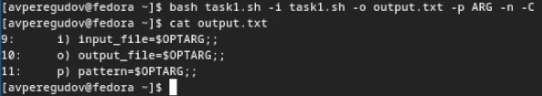 [avperegudov@fedora ~]$ bash task1.sh -i task1.sh -o output.txt -p ARG -n -C
[avperegudov@fedora ~]$ cat output.txt
9:      i) input_file=$OPTARG;;
10:      o) output_file=$OPTARG;;
11:      p) pattern=$OPTARG;;
[avperegudov@fedora ~]$